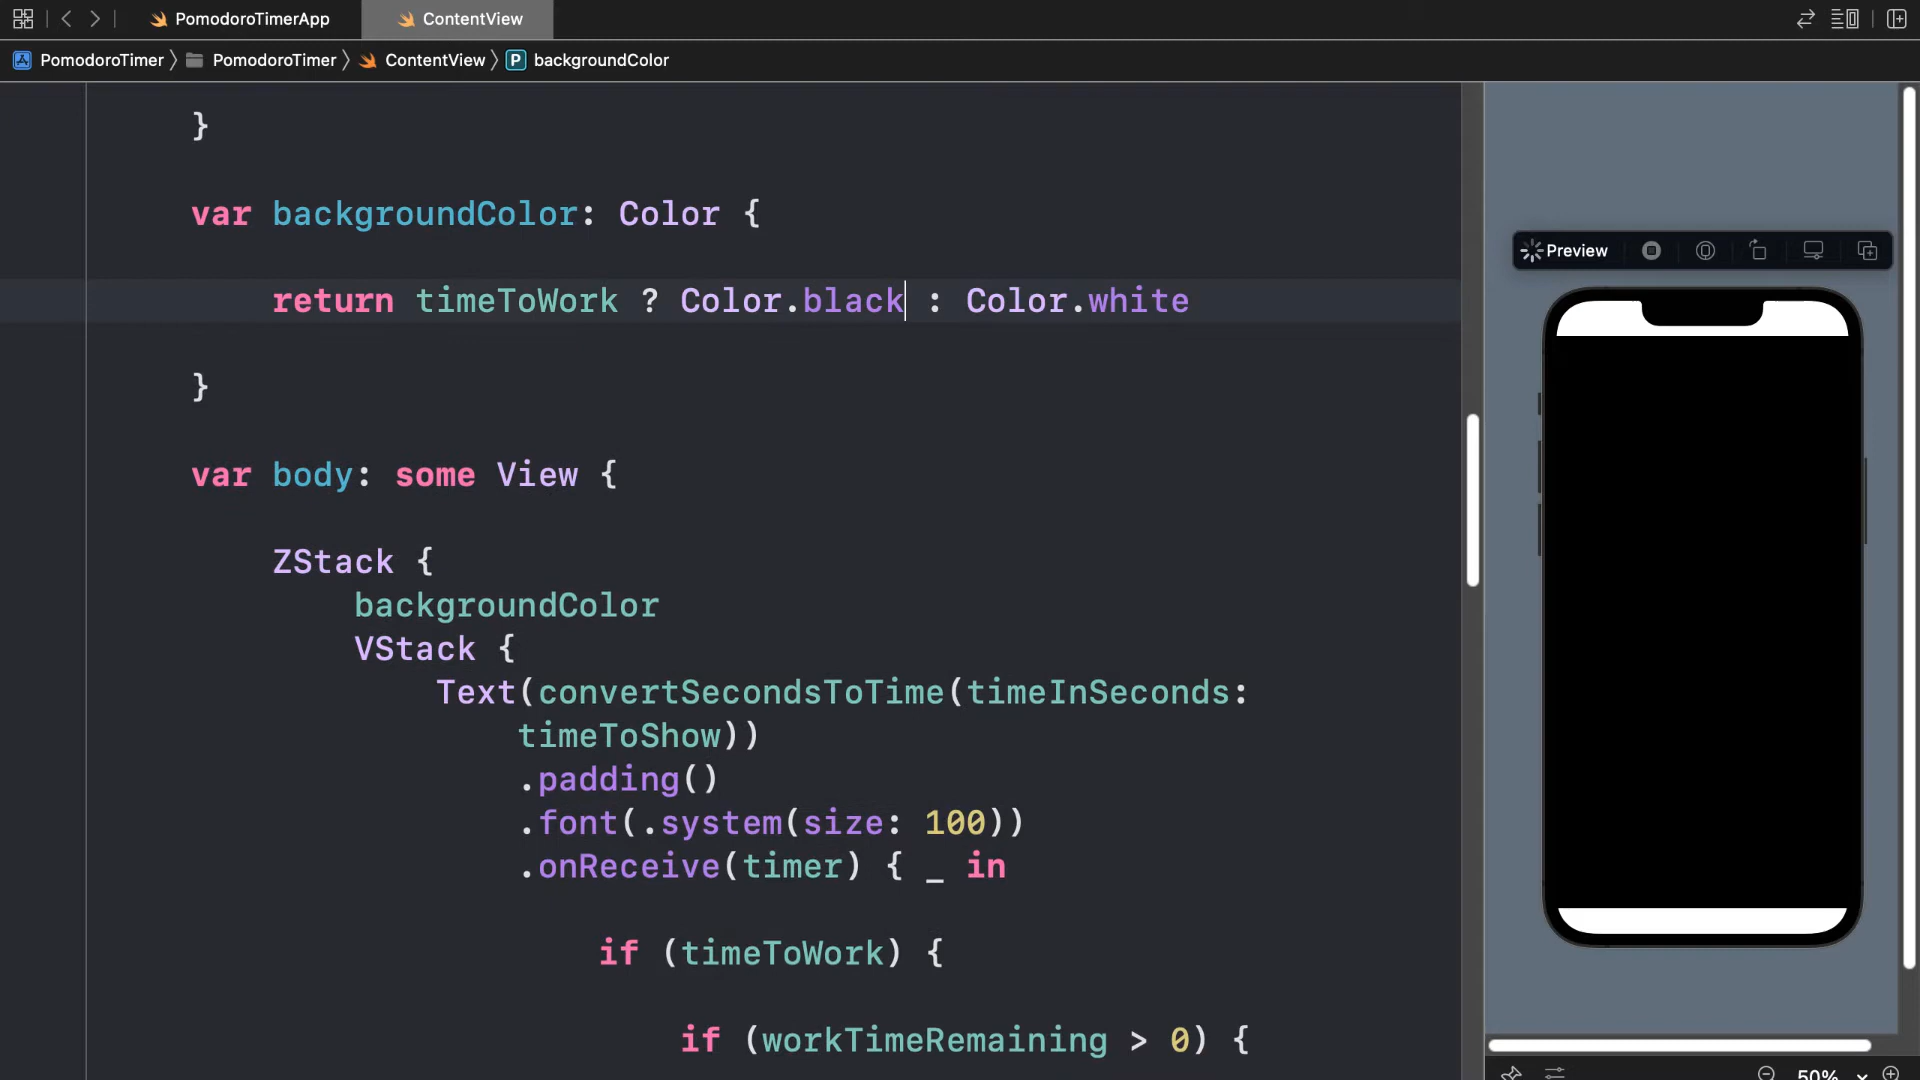 PomodoroTimerApp ContentView
PomodoroTimer 〉 PomodoroTimer 〉 ContentView 〉 P backgroundColor
}
var backgroundColor: Color {
return timeToWork ? Color.black : Color.white
}
var body: some View {
ZStack {
backgroundColor
VStack {
Text(convertSecondsToTime(timeInSeconds:
timeToShow))
.padding()
.font(.system(size: 100))
.onReceive(timer) { _ in
if (timeToWork) {
if (workTimeRemaining > 0) {
Preview
50%